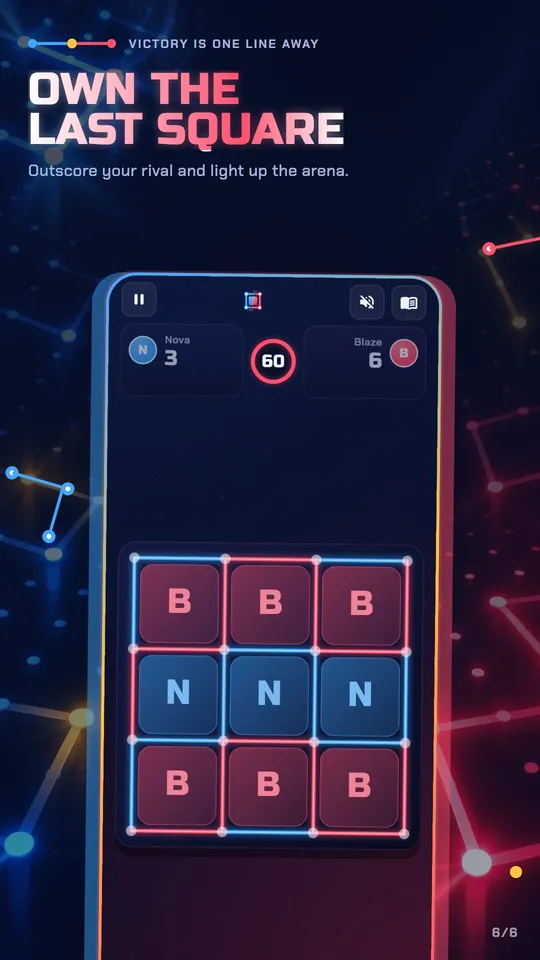 VICTORY IS ONE LINE AWAY
OWN THE
LAST SQUARE
Outscore your rival and light up the arena.
N Nova 3
60
Blaze 6 B
B B B
N N N
B B B
6/6